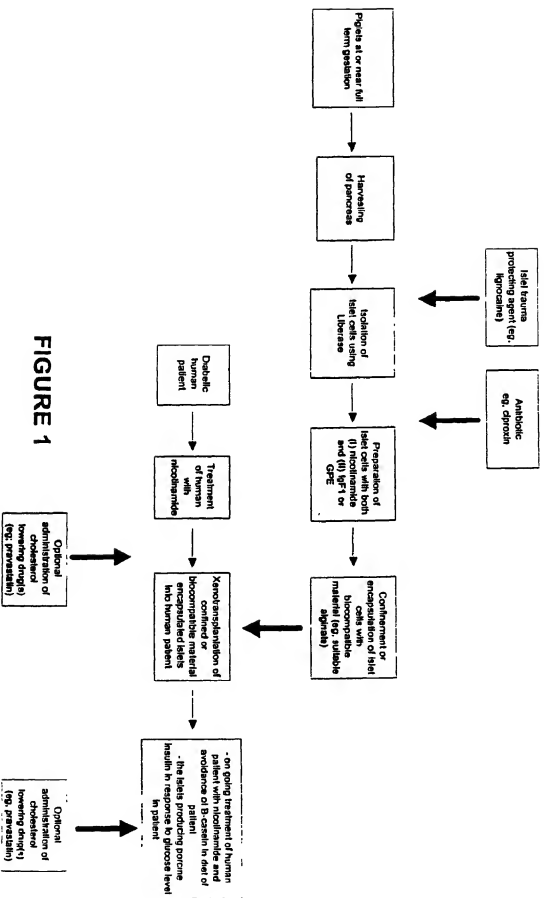 Piglets at or near full
term gestation
Harvesting
of pancreas
Islet trauma
protecting agent (eg,
lignocaine)
Isolation of
islet cells using
Liberase
Antibiotic
eg. ciproxin
Preparation of
islet cells with both
(I) nicotinamide
and (II) IgF1 or
GPE
Confinement or
encapsulation of islet
cells with
biocompatible
material (eg. suitable
alginate)
Diabetic
human
patient
Treatment
of human
with
nicotinamide
Optional
administration of
cholesterol
lowering drug(s)
(eg; pravastatin)
Xenotransplantation of
confined or
biocompatible material
encapsulated islets
into human patient
- on going treatment of human
patient with nicotinamide and
avoidance of B-casein in diet of
patient
- the islets producing porcine
insulin in response to glucose level
in patient
Optional
administration of
cholesterol
lowering drug(s)
(eg. pravastatin)
FIGURE 1